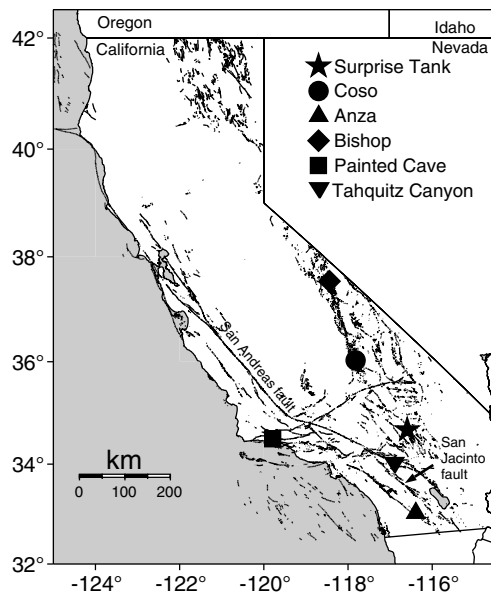 Oregon
Idaho
California
Nevada
Surprise Tank
Coso
Anza
Bishop
Painted Cave
Tahquitz Canyon
San Andreas fault
San
Jacinto
fault
km
0 50 100 200
42°
40°
38°
36°
34°
32°
-124° -122° -120° -118° -116°